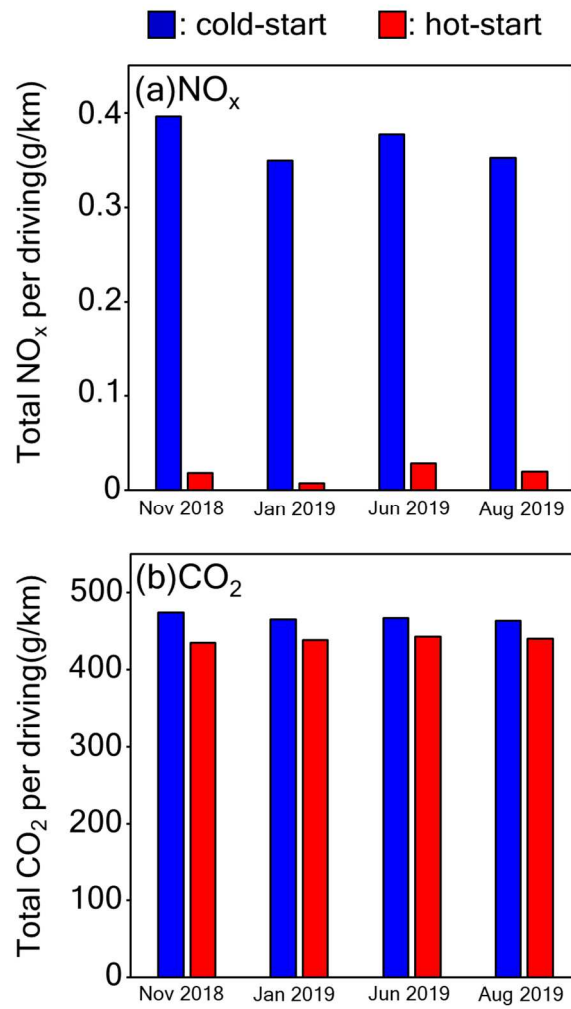 : cold-start : hot-start
(a)NOₓ
Total NOₓ per driving(g/km)
0.4
0.3
0.2
0.1
0
Nov 2018 Jan 2019 Jun 2019 Aug 2019
(b)CO₂
Total CO₂ per driving(g/km)
500
400
300
200
100
0
Nov 2018 Jan 2019 Jun 2019 Aug 2019